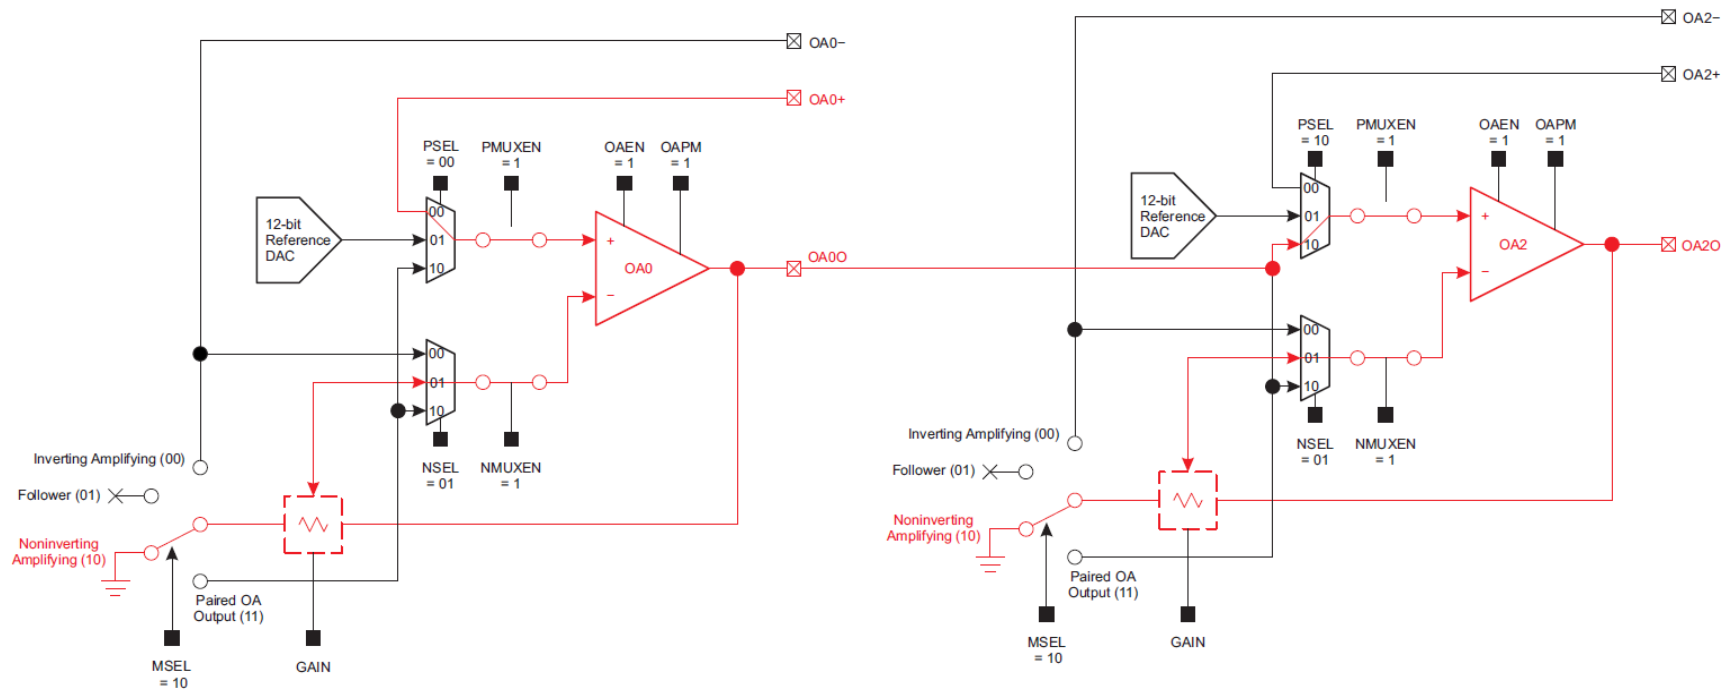 OA0−
OA0+
PSEL
= 00
PMUXEN
= 1
OAEN
= 1
OAPM
= 1
12-bit
Reference
DAC
00
01
10
+
OA0
−
OA0O
00
01
10
NSEL
= 01
NMUXEN
= 1
Inverting Amplifying (00)
Follower (01)
Noninverting
Amplifying (10)
Paired OA
Output (11)
MSEL
= 10
GAIN
OA2−
OA2+
PSEL
= 10
PMUXEN
= 1
OAEN
= 1
OAPM
= 1
12-bit
Reference
DAC
00
01
10
+
OA2
−
OA2O
00
01
10
NSEL
= 01
NMUXEN
= 1
Inverting Amplifying (00)
Follower (01)
Noninverting
Amplifying (10)
Paired OA
Output (11)
MSEL
= 10
GAIN